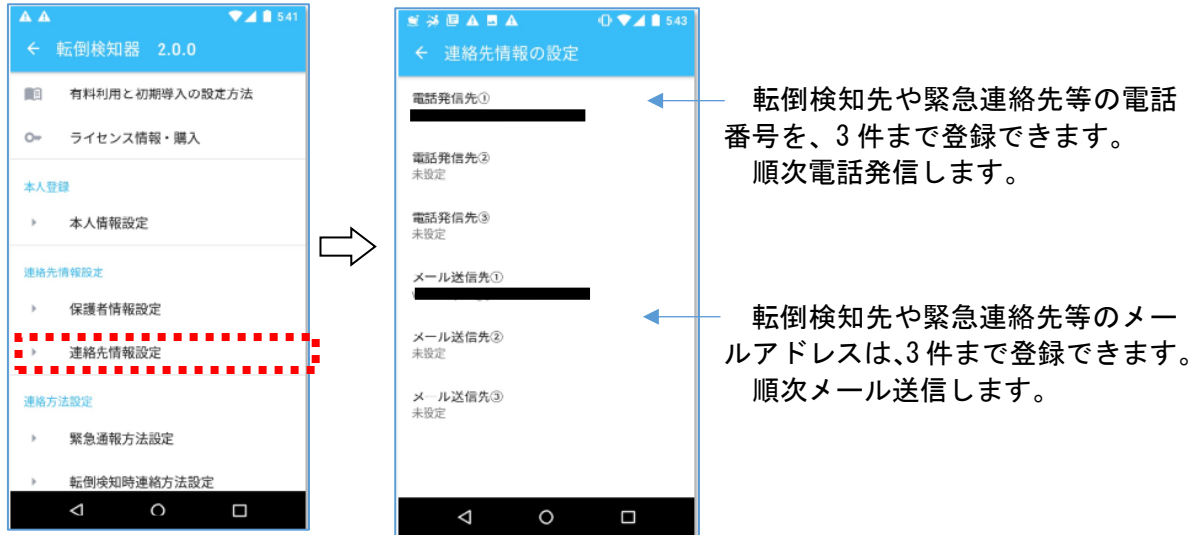 5:41
転倒検知器 2.0.0
有料利用と初期導入の設定方法
ライセンス情報・購入
本人登録
本人情報設定
連絡先情報設定
保護者情報設定
連絡先情報設定
連絡方法設定
緊急通報方法設定
転倒検知時連絡方法設定
5:43
連絡先情報の設定
電話発信先①
電話発信先②
未設定
電話発信先③
未設定
メール送信先①
メール送信先②
未設定
メール送信先③
未設定
転倒検知先や緊急連絡先等の電話
番号を、3件まで登録できます。
順次電話発信します。
転倒検知先や緊急連絡先等のメー
ルアドレスは、3件まで登録できます。
順次メール送信します。